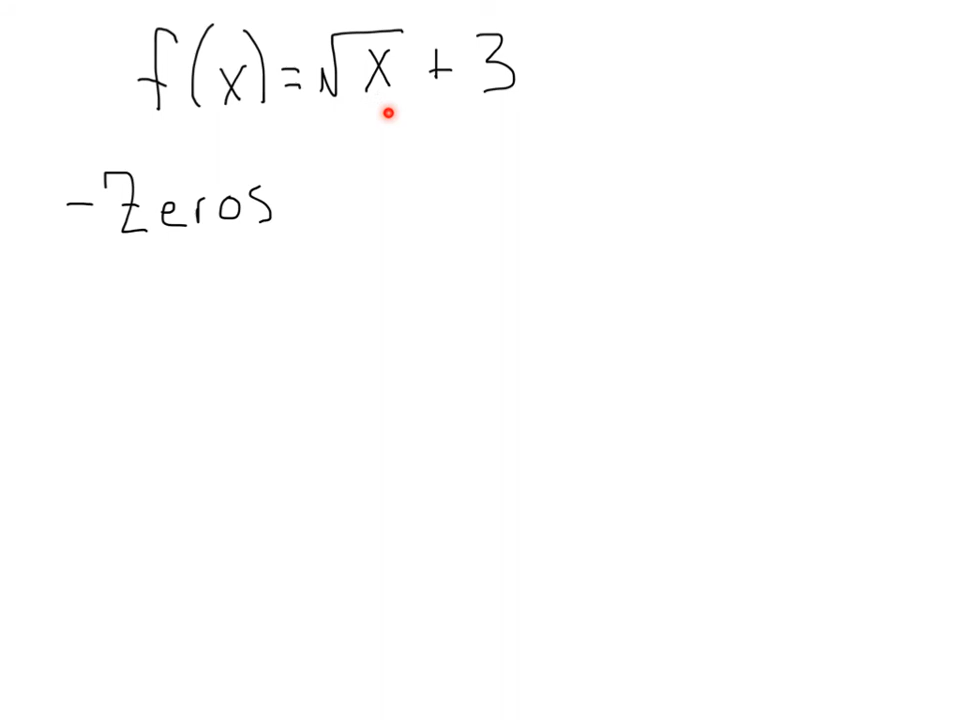 f(x) = √x + 3
- Zeros